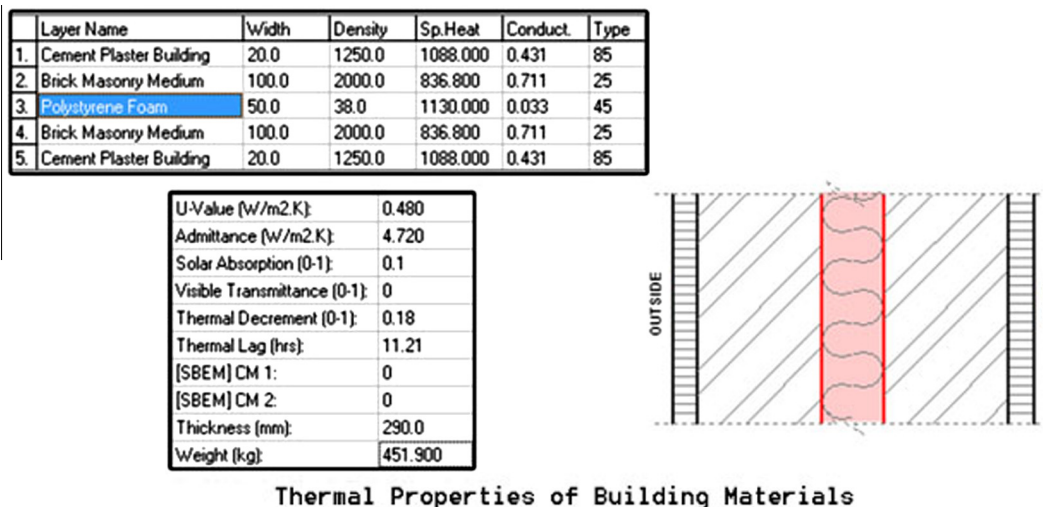 Layer Name Width Density Sp.Heat Conduct. Type
1. Cement Plaster Building 20.0 1250.0 1088.000 0.431 85
2. Brick Masonry Medium 100.0 2000.0 836.800 0.711 25
3. Polystyrene Foam 50.0 38.0 1130.000 0.033 45
4. Brick Masonry Medium 100.0 2000.0 836.800 0.711 25
5. Cement Plaster Building 20.0 1250.0 1088.000 0.431 85
U-Value (W/m2.K): 0.480
Admittance (W/m2.K): 4.720
Solar Absorption (0-1): 0.1
Visible Transmittance (0-1): 0
Thermal Decrement (0-1): 0.18
Thermal Lag (hrs): 11.21
[SBEM] CM 1: 0
[SBEM] CM 2: 0
Thickness (mm): 290.0
Weight (kg): 451.900
OUTSIDE
Thermal Properties of Building Materials